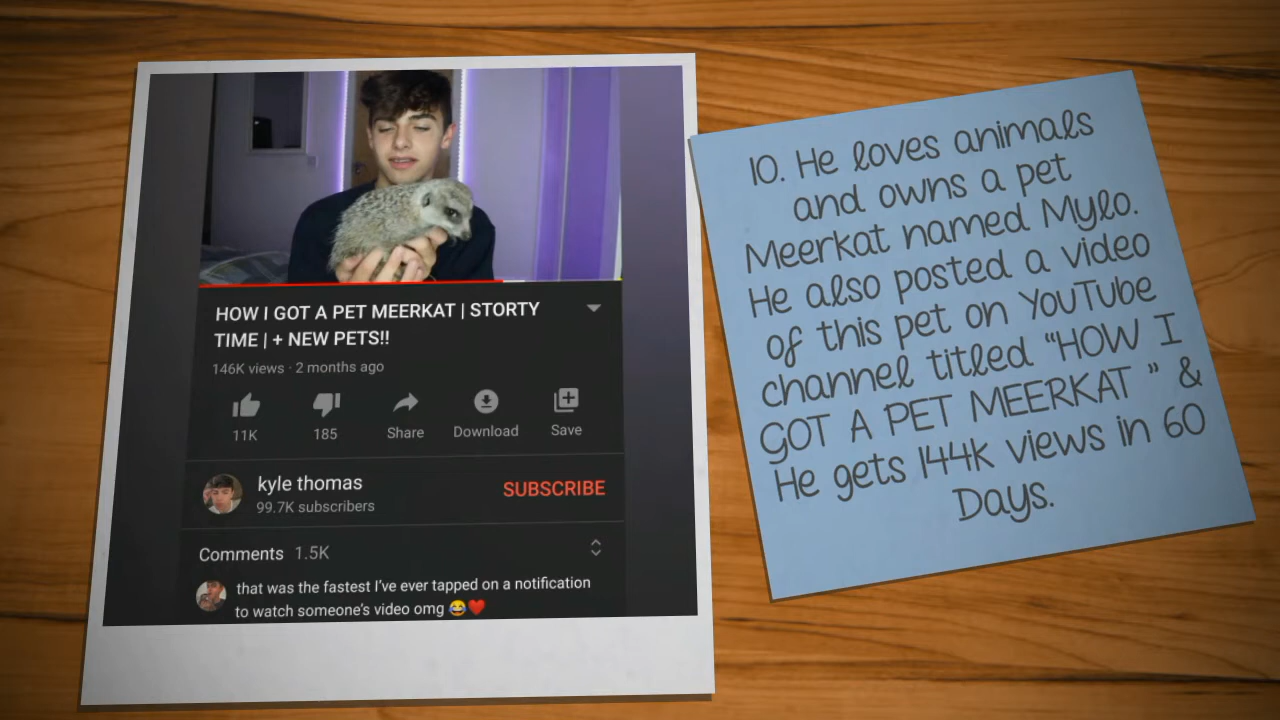 HOW I GOT A PET MEERKAT | STORTY
TIME | + NEW PETS!!
146K views · 2 months ago
11K
185
Share
Download
Save
kyle thomas
99.7K subscribers
SUBSCRIBE
Comments 1.5K
that was the fastest I've ever tapped on a notification
to watch someone's video omg 😂❤️
10. He loves animals
and owns a pet
Meerkat named Mylo.
He also posted a video
of this pet on YouTube
channel titled “HOW I
GOT A PET MEERKAT ” &
He gets 144k views in 60
Days.